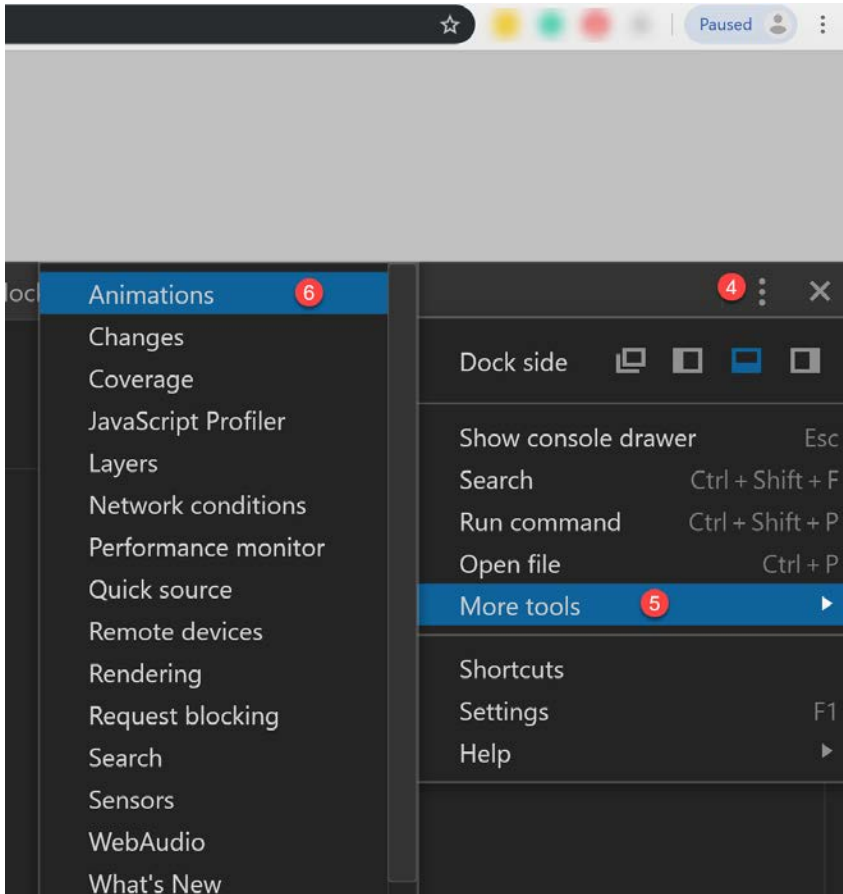 Paused
loc
4
Animations 6
Changes
Coverage
JavaScript Profiler
Layers
Network conditions
Performance monitor
Quick source
Remote devices
Rendering
Request blocking
Search
Sensors
WebAudio
What's New
Dock side
Show console drawer Esc
Search Ctrl + Shift + F
Run command Ctrl + Shift + P
Open file Ctrl + P
More tools 5
Shortcuts
Settings F1
Help